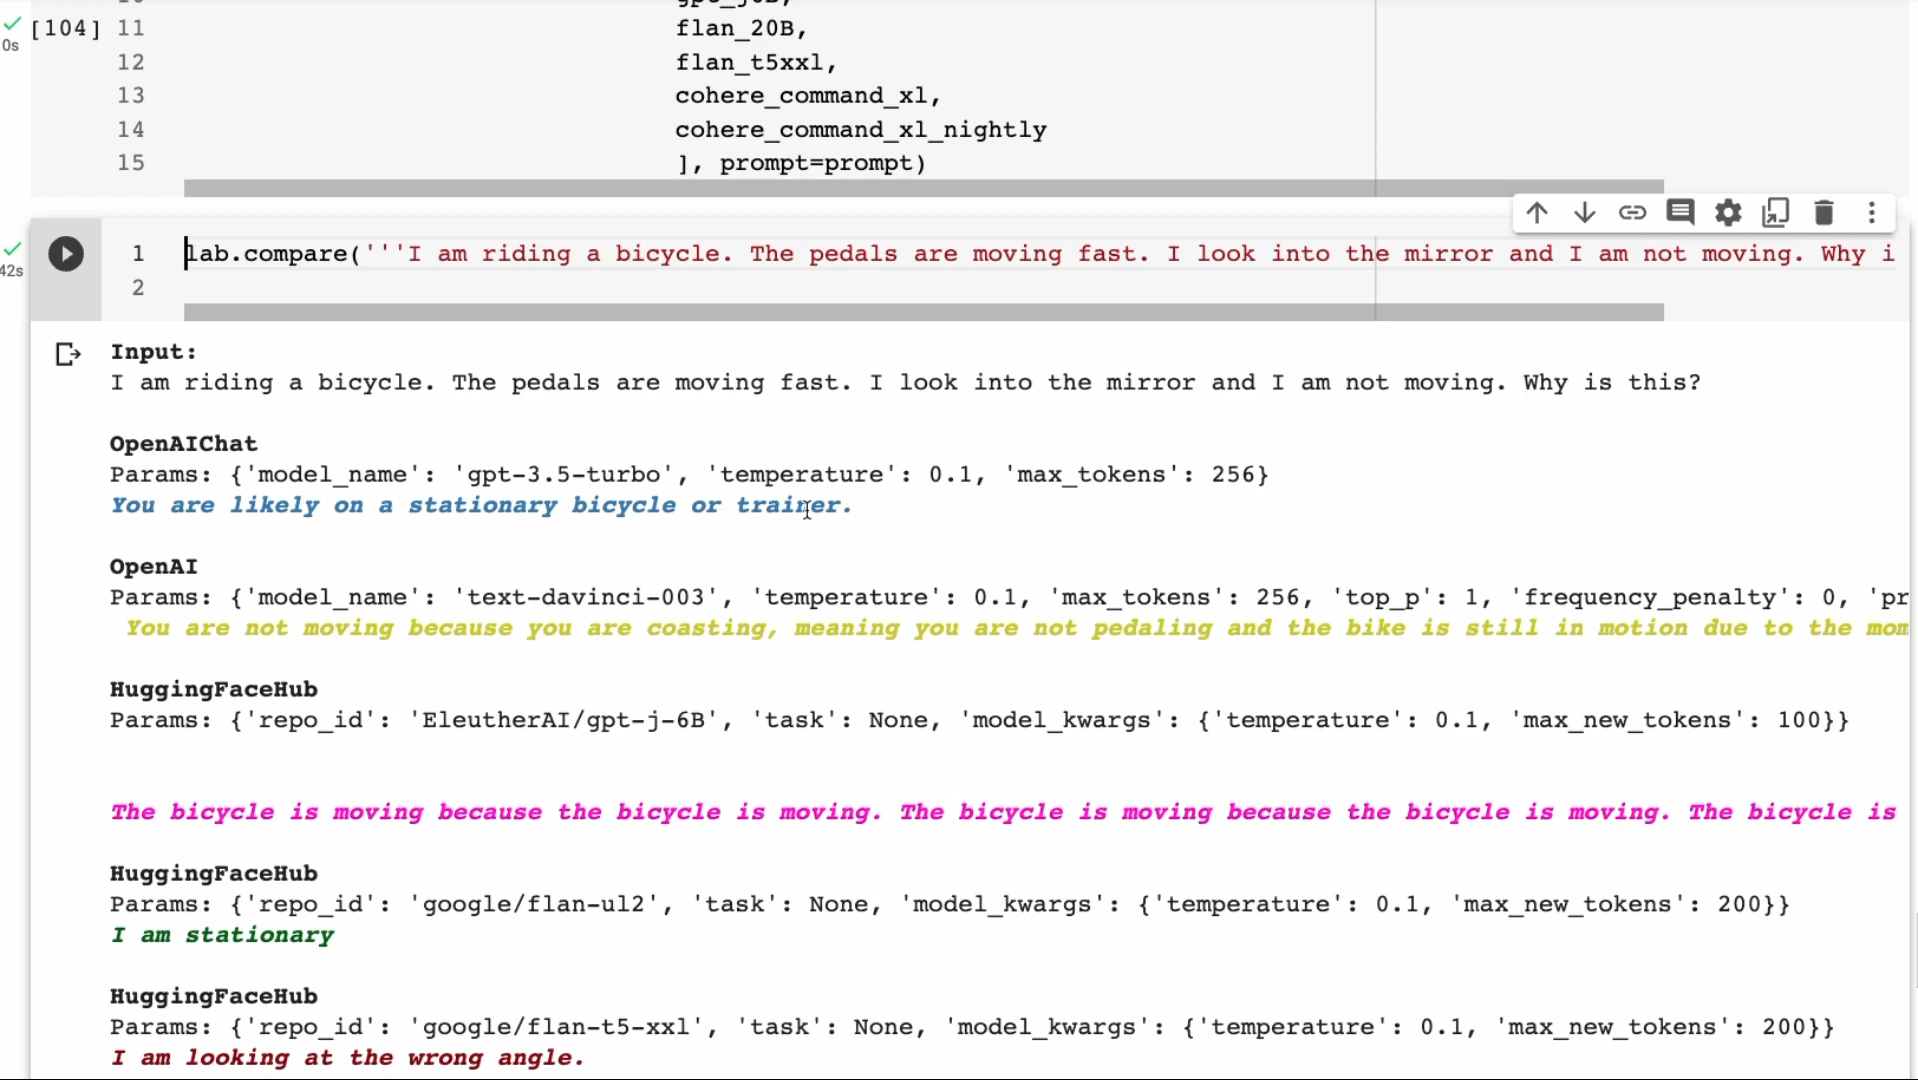 [104] 11 flan_20B,
0s
12 flan_t5xxl,
13 cohere_command_xl,
14 cohere_command_xl_nightly
15 ], prompt=prompt)
1 lab.compare('''I am riding a bicycle. The pedals are moving fast. I look into the mirror and I am not moving. Why i
42s
2
Input:
I am riding a bicycle. The pedals are moving fast. I look into the mirror and I am not moving. Why is this?
OpenAIChat
Params: {'model_name': 'gpt-3.5-turbo', 'temperature': 0.1, 'max_tokens': 256}
You are likely on a stationary bicycle or trainer.
OpenAI
Params: {'model_name': 'text-davinci-003', 'temperature': 0.1, 'max_tokens': 256, 'top_p': 1, 'frequency_penalty': 0, 'pr
You are not moving because you are coasting, meaning you are not pedaling and the bike is still in motion due to the mom
HuggingFaceHub
Params: {'repo_id': 'EleutherAI/gpt-j-6B', 'task': None, 'model_kwargs': {'temperature': 0.1, 'max_new_tokens': 100}}
The bicycle is moving because the bicycle is moving. The bicycle is moving because the bicycle is moving. The bicycle is
HuggingFaceHub
Params: {'repo_id': 'google/flan-ul2', 'task': None, 'model_kwargs': {'temperature': 0.1, 'max_new_tokens': 200}}
I am stationary
HuggingFaceHub
Params: {'repo_id': 'google/flan-t5-xxl', 'task': None, 'model_kwargs': {'temperature': 0.1, 'max_new_tokens': 200}}
I am looking at the wrong angle.